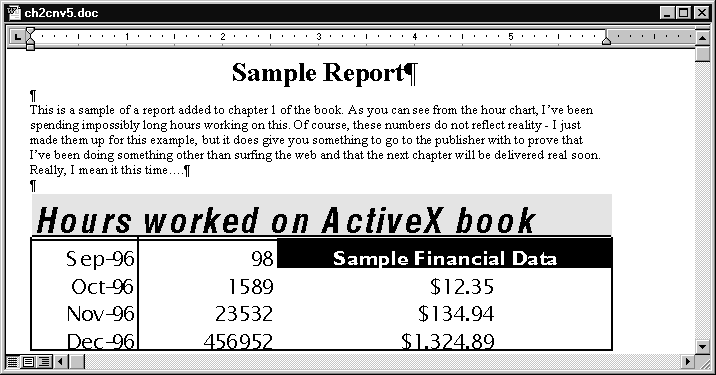 ch2cnv5.doc
1 2 3 4 5
Sample Report¶
¶
This is a sample of a report added to chapter 1 of the book. As you can see from the hour chart, I've been
spending impossibly long hours working on this. Of course, these numbers do not reflect reality - I just
made them up for this example, but it does give you something to go to the publisher with to prove that
I've been doing something other than surfing the web and that the next chapter will be delivered real soon.
Really, I mean it this time....¶
¶
Hours worked on ActiveX book
Sep-96 98 Sample Financial Data
Oct-96 1589 $12.35
Nov-96 23532 $134.94
Dec-96 456952 $1,324.89